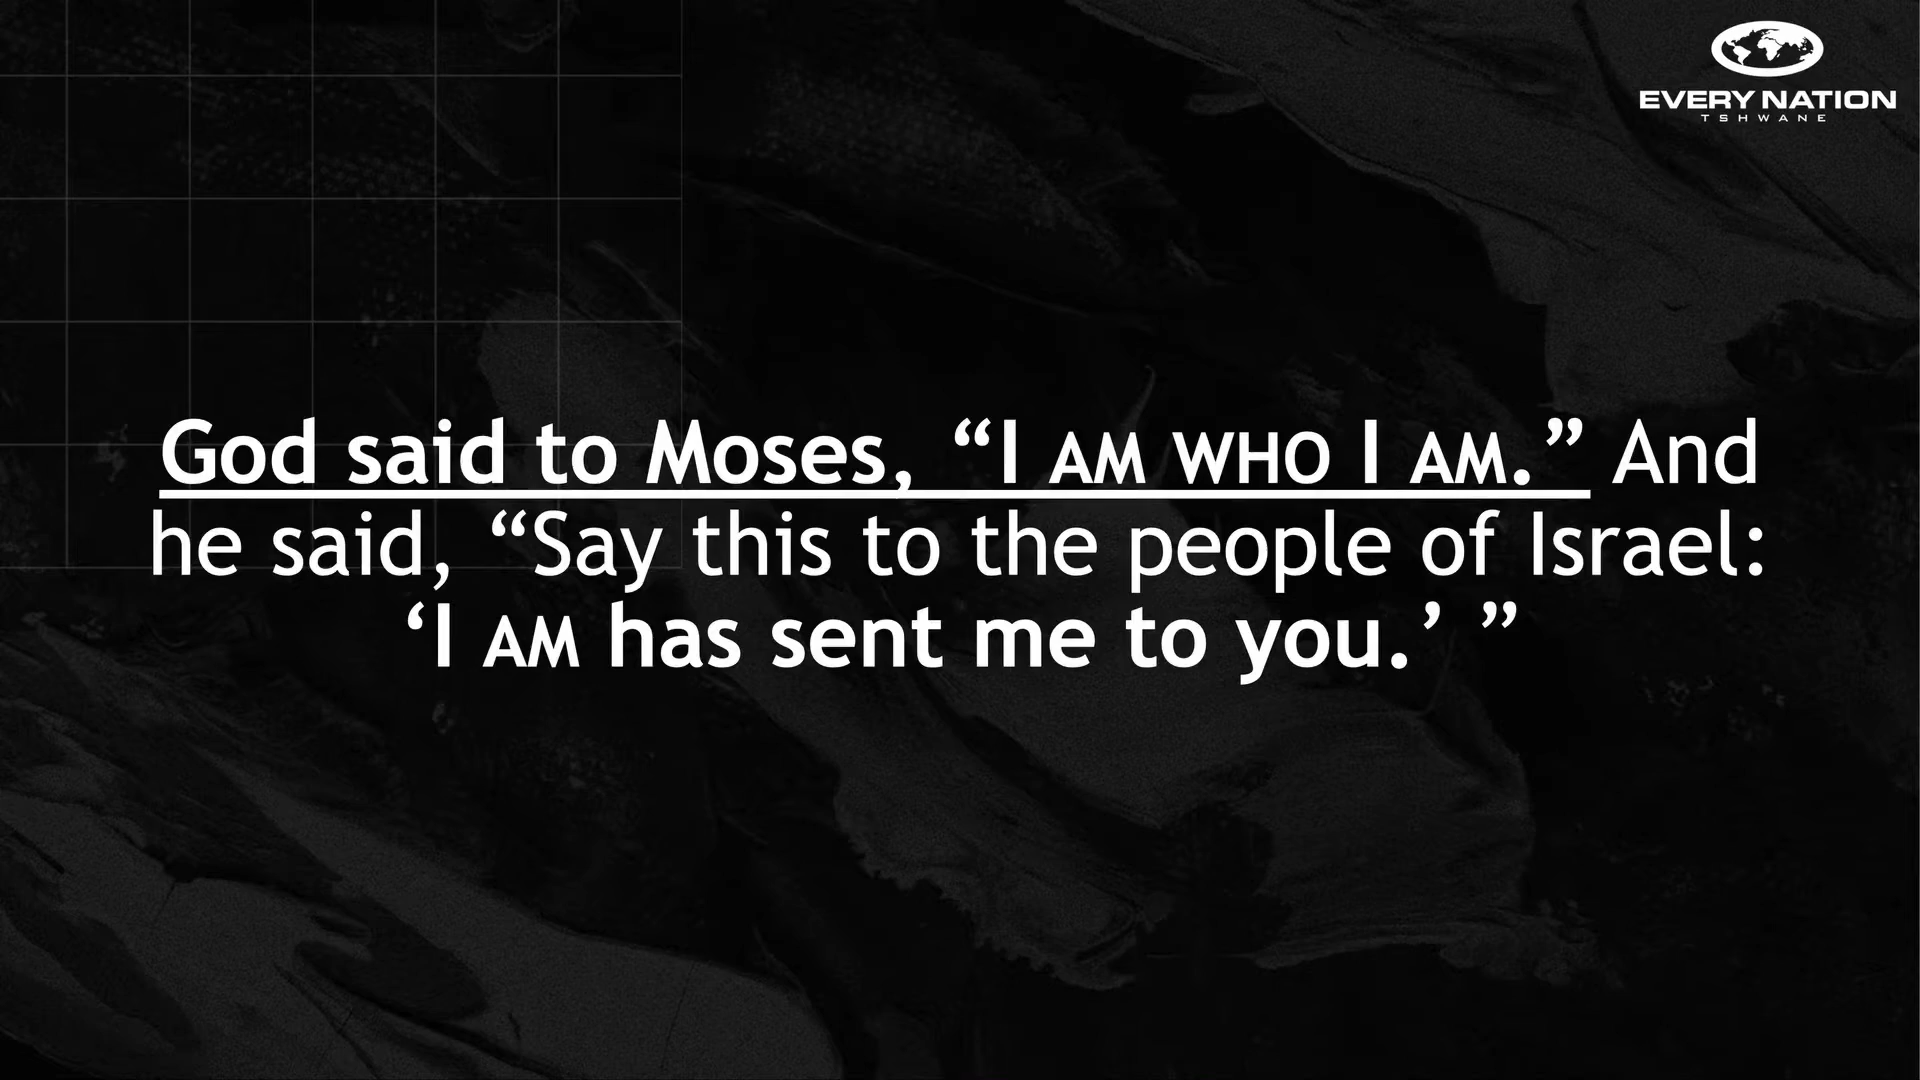 EVERY NATION
TSHWANE
God said to Moses, “I AM WHO I AM.” And
he said, “Say this to the people of Israel:
‘I AM has sent me to you.’ ”